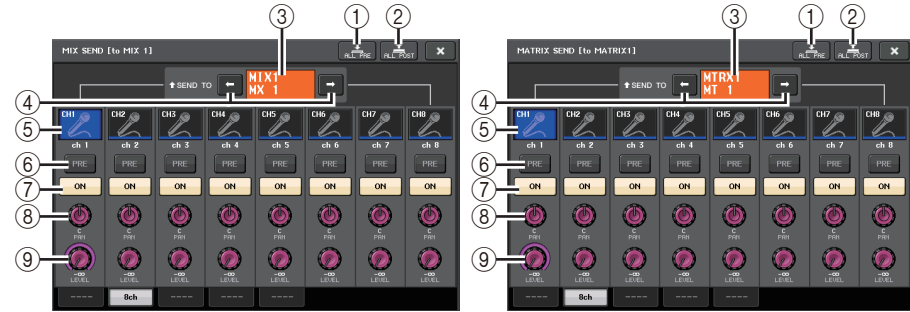 ③ ① ② ③ ① ②
MIX SEND [to MIX 1] ALL PRE ALL POST × MATRIX SEND [to MATRIX1] ALL PRE ALL POST ×
SEND TO MIX1 SEND TO MTRX1
MX 1 MT 1
④ ④
⑤ CH1 CH2 CH3 CH4 CH5 CH6 CH7 CH8 ⑤ CH1 CH2 CH3 CH4 CH5 CH6 CH7 CH8
ch 1 ch 2 ch 3 ch 4 ch 5 ch 6 ch 7 ch 8 ch 1 ch 2 ch 3 ch 4 ch 5 ch 6 ch 7 ch 8
⑥ PRE PRE PRE PRE PRE PRE PRE PRE ⑥ PRE PRE PRE PRE PRE PRE PRE PRE
⑦ ON ON ON ON ON ON ON ON ⑦ ON ON ON ON ON ON ON ON
⑧ ⑧
C C C C C C C C C C C C C C C C
PAN PAN PAN PAN PAN PAN PAN PAN PAN PAN PAN PAN PAN PAN PAN PAN
⑨ ⑨
-∞ -∞ -∞ -∞ -∞ -∞ -∞ -∞ -∞ -∞ -∞ -∞ -∞ -∞ -∞ -∞
LEVEL LEVEL LEVEL LEVEL LEVEL LEVEL LEVEL LEVEL LEVEL LEVEL LEVEL LEVEL LEVEL LEVEL LEVEL LEVEL
---- 8ch ---- ---- ---- ---- 8ch ---- ---- ----